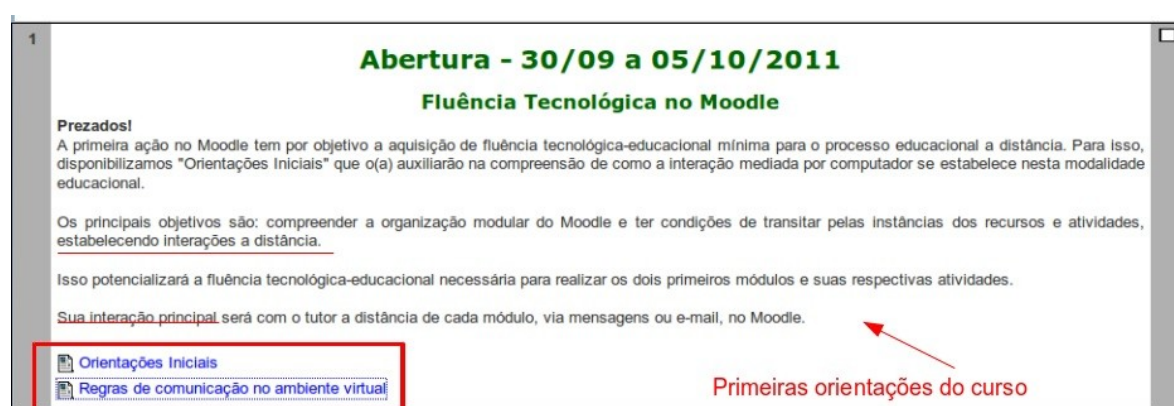 1
Abertura - 30/09 a 05/10/2011
Fluência Tecnológica no Moodle
Prezados!
A primeira ação no Moodle tem por objetivo a aquisição de fluência tecnológica-educacional mínima para o processo educacional a distância. Para isso,
disponibilizamos "Orientações Iniciais" que o(a) auxiliarão na compreensão de como a interação mediada por computador se estabelece nesta modalidade
educacional.
Os principais objetivos são: compreender a organização modular do Moodle e ter condições de transitar pelas instâncias dos recursos e atividades,
estabelecendo interações a distância.
Isso potencializará a fluência tecnológica-educacional necessária para realizar os dois primeiros módulos e suas respectivas atividades.
Sua interação principal será com o tutor a distância de cada módulo, via mensagens ou e-mail, no Moodle.
Orientações Iniciais
Regras de comunicação no ambiente virtual
Primeiras orientações do curso